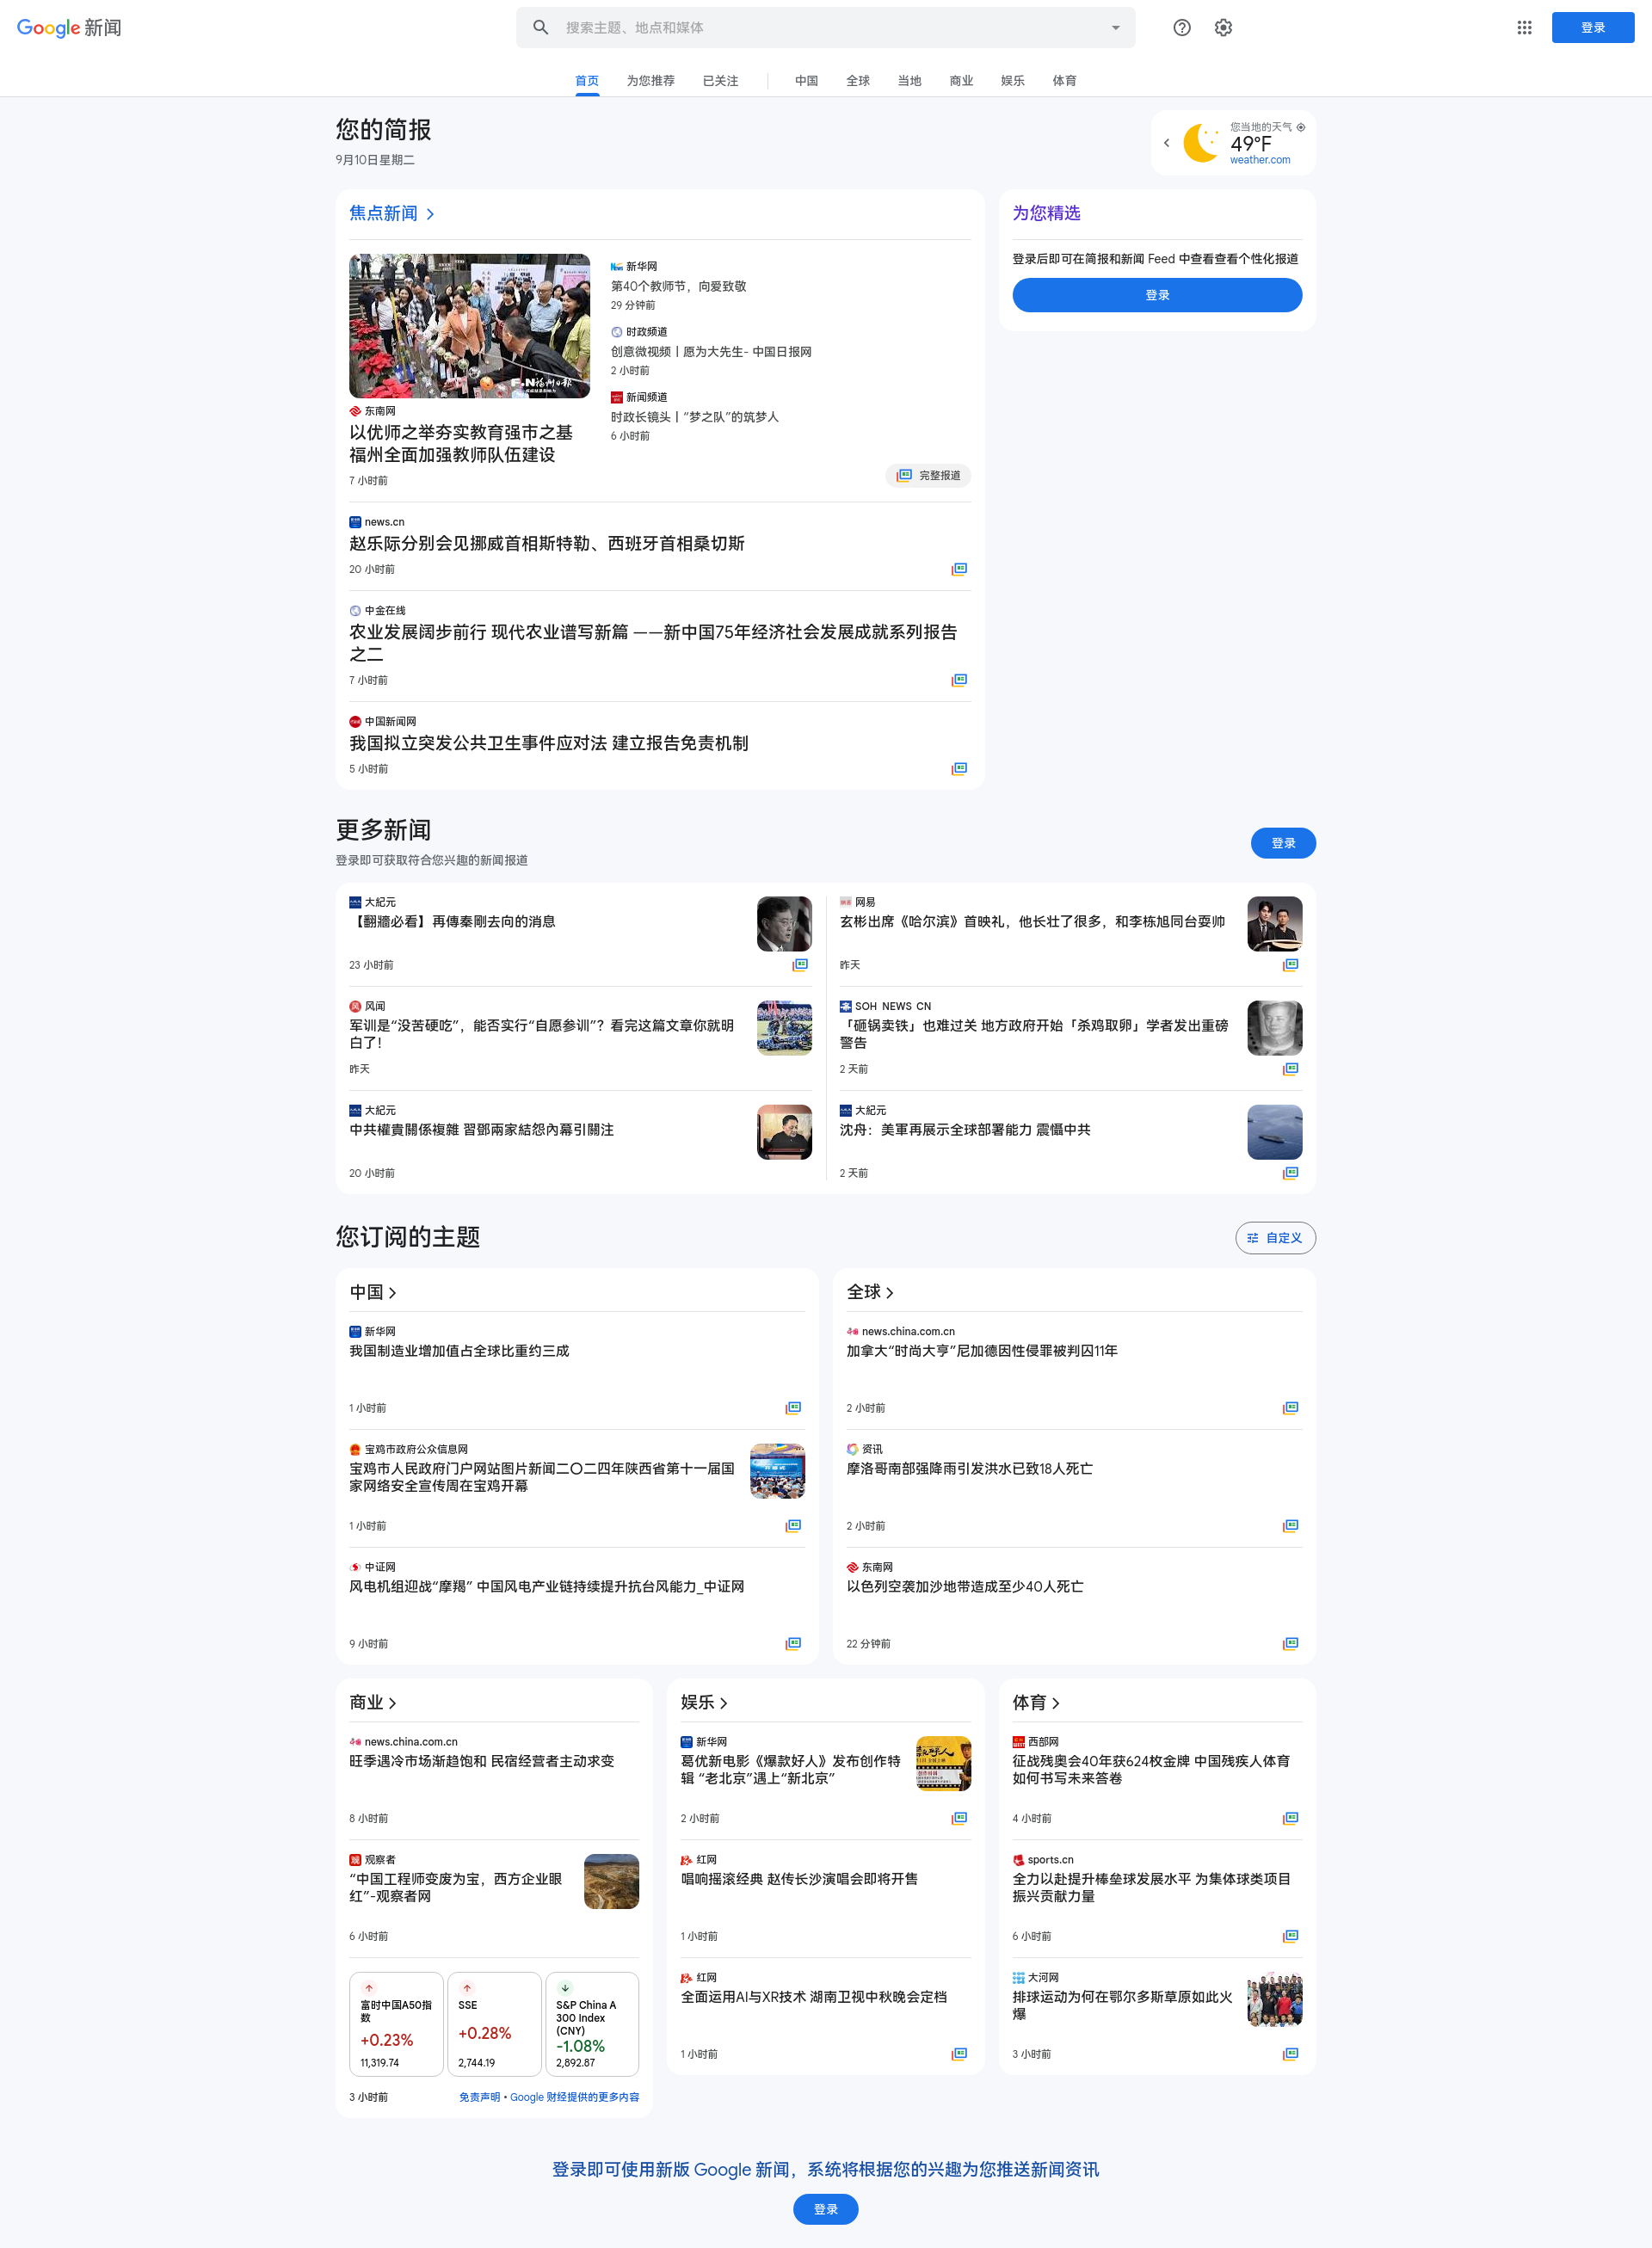 Google 新闻
搜索主题、地点和媒体
登录
首页
为您推荐
已关注
中国
全球
当地
商业
娱乐
体育
您的简报
9月10日星期二
您当地的天气
49°F
weather.com
焦点新闻
东南网
以优师之举夯实教育强市之基
福州全面加强教师队伍建设
7 小时前
新华网
第40个教师节，向爱致敬
29 分钟前
时政频道
创意微视频丨愿为大先生- 中国日报网
2 小时前
新闻频道
时政长镜头丨“梦之队”的筑梦人
6 小时前
完整报道
news.cn
赵乐际分别会见挪威首相斯特勒、西班牙首相桑切斯
20 小时前
中金在线
农业发展阔步前行 现代农业谱写新篇 ——新中国75年经济社会发展成就系列报告
之二
7 小时前
中国新闻网
我国拟立突发公共卫生事件应对法 建立报告免责机制
5 小时前
为您精选
登录后即可在简报和新闻 Feed 中查看查看个性化报道
登录
更多新闻
登录即可获取符合您兴趣的新闻报道
登录
大紀元
【翻牆必看】再傳秦剛去向的消息
23 小时前
网易
玄彬出席《哈尔滨》首映礼，他长壮了很多，和李栋旭同台耍帅
昨天
风闻
军训是“没苦硬吃”，能否实行“自愿参训”？看完这篇文章你就明
白了！
昨天
SOH NEWS CN
「砸锅卖铁」也难过关 地方政府开始「杀鸡取卵」学者发出重磅
警告
2 天前
大紀元
中共權貴關係複雜 習鄧兩家結怨內幕引關注
20 小时前
大紀元
沈舟：美軍再展示全球部署能力 震懾中共
2 天前
您订阅的主题
自定义
中国
新华网
我国制造业增加值占全球比重约三成
1 小时前
宝鸡市政府公众信息网
宝鸡市人民政府门户网站图片新闻二〇二四年陕西省第十一届国
家网络安全宣传周在宝鸡开幕
1 小时前
中证网
风电机组迎战“摩羯” 中国风电产业链持续提升抗台风能力_中证网
9 小时前
全球
news.china.com.cn
加拿大“时尚大亨”尼加德因性侵罪被判囚11年
2 小时前
资讯
摩洛哥南部强降雨引发洪水已致18人死亡
2 小时前
东南网
以色列空袭加沙地带造成至少40人死亡
22 分钟前
商业
news.china.com.cn
旺季遇冷市场渐趋饱和 民宿经营者主动求变
8 小时前
观察者
“中国工程师变废为宝，西方企业眼
红”-观察者网
6 小时前
富时中国A50指
数
+0.23%
11,319.74
SSE
+0.28%
2,744.19
S&P China A
300 Index
(CNY)
-1.08%
2,892.87
3 小时前
免责声明 • Google 财经提供的更多内容
娱乐
新华网
葛优新电影《爆款好人》发布创作特
辑 “老北京”遇上“新北京”
2 小时前
红网
唱响摇滚经典 赵传长沙演唱会即将开售
1 小时前
红网
全面运用AI与XR技术 湖南卫视中秋晚会定档
1 小时前
体育
西部网
征战残奥会40年获624枚金牌 中国残疾人体育
如何书写未来答卷
4 小时前
sports.cn
全力以赴提升棒垒球发展水平 为集体球类项目
振兴贡献力量
6 小时前
大河网
排球运动为何在鄂尔多斯草原如此火
爆
3 小时前
登录即可使用新版 Google 新闻，系统将根据您的兴趣为您推送新闻资讯
登录